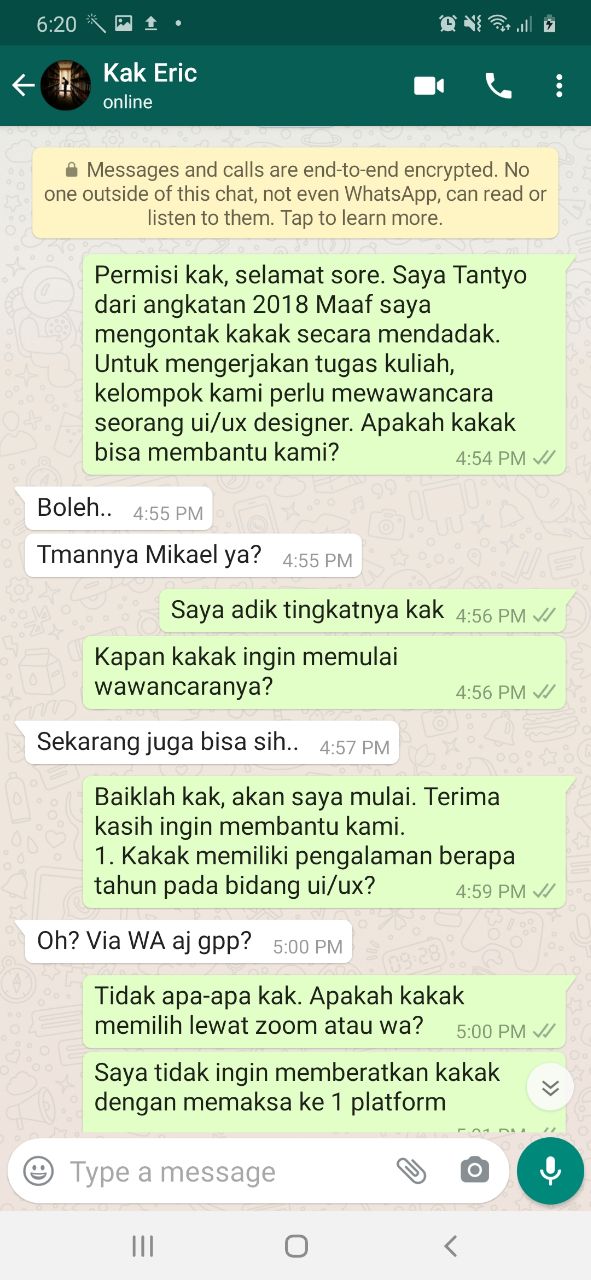 6:20
Kak Eric
online
Messages and calls are end-to-end encrypted. No
one outside of this chat, not even WhatsApp, can read or
listen to them. Tap to learn more.
Permisi kak, selamat sore. Saya Tantyo
dari angkatan 2018 Maaf saya
mengontak kakak secara mendadak.
Untuk mengerjakan tugas kuliah,
kelompok kami perlu mewawancara
seorang ui/ux designer. Apakah kakak
bisa membantu kami? 4:54 PM
Boleh.. 4:55 PM
Tmannya Mikael ya? 4:55 PM
Saya adik tingkatnya kak 4:56 PM
Kapan kakak ingin memulai
wawancaranya? 4:56 PM
Sekarang juga bisa sih.. 4:57 PM
Baiklah kak, akan saya mulai. Terima
kasih ingin membantu kami.
1. Kakak memiliki pengalaman berapa
tahun pada bidang ui/ux? 4:59 PM
Oh? Via WA aj gpp? 5:00 PM
Tidak apa-apa kak. Apakah kakak
memilih lewat zoom atau wa? 5:00 PM
Saya tidak ingin memberatkan kakak
dengan memaksa ke 1 platform
Type a message